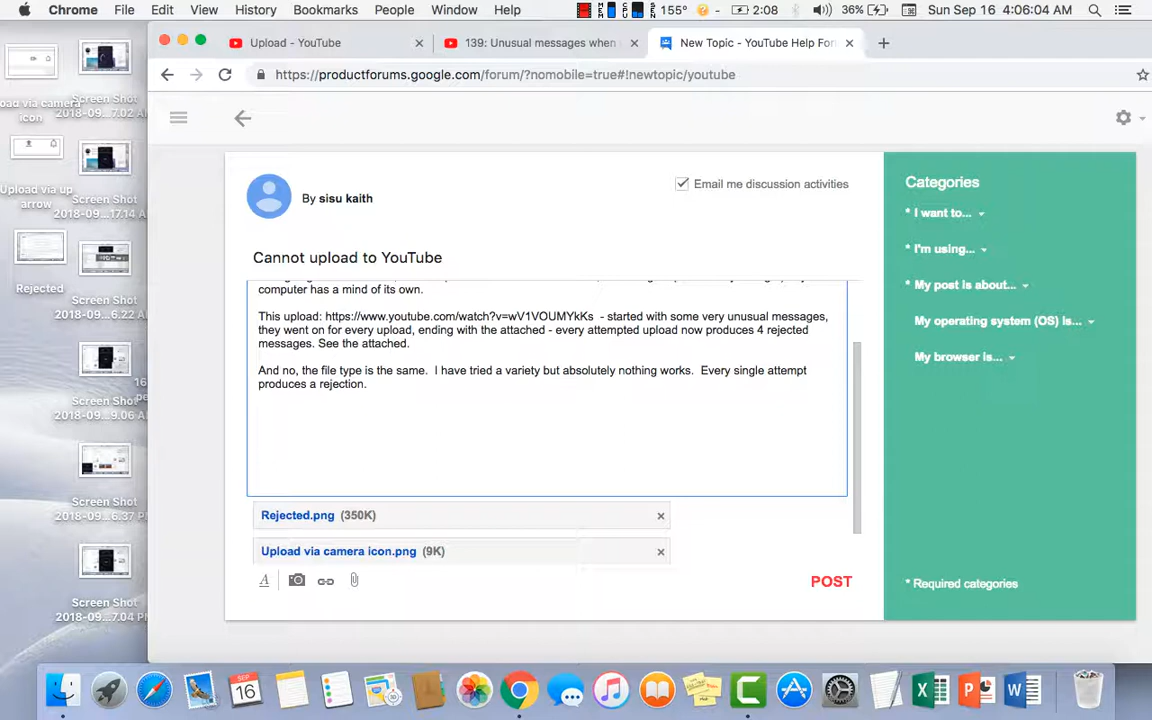 Chrome File Edit View History Bookmarks People Window Help 155° 2:08 36% Sun Sep 16 4:06:04 AM
Upload - YouTube
139: Unusual messages when
New Topic - YouTube Help For
https://productforums.google.com/forum/?nomobile=true#!newtopic/youtube
icon
Screen Shot
2018-09...7.02 A
Screen Shot
2018-09...6.22 A
Upload via up
arrow
Screen Shot
2018-09...17.14 A
Rejected
Screen Shot
Screen Shot
2018-09...9.06 AM
Screen Shot
2018-09...6.37 P
Screen Shot
2018-09...7.04 P
By sisu kaith
Email me discussion activities
Cannot upload to YouTube
computer has a mind of its own.
This upload: https://www.youtube.com/watch?v=wV1VOUMYkKs - started with some very unusual messages,
they went on for every upload, ending with the attached - every attempted upload now produces 4 rejected
messages. See the attached.
And no, the file type is the same. I have tried a variety but absolutely nothing works. Every single attempt
produces a rejection.
Rejected.png (350K)
Upload via camera icon.png (9K)
A
POST
Categories
* I want to...
* I'm using...
* My post is about...
My operating system (OS) is...
My browser is...
* Required categories
SEP
16